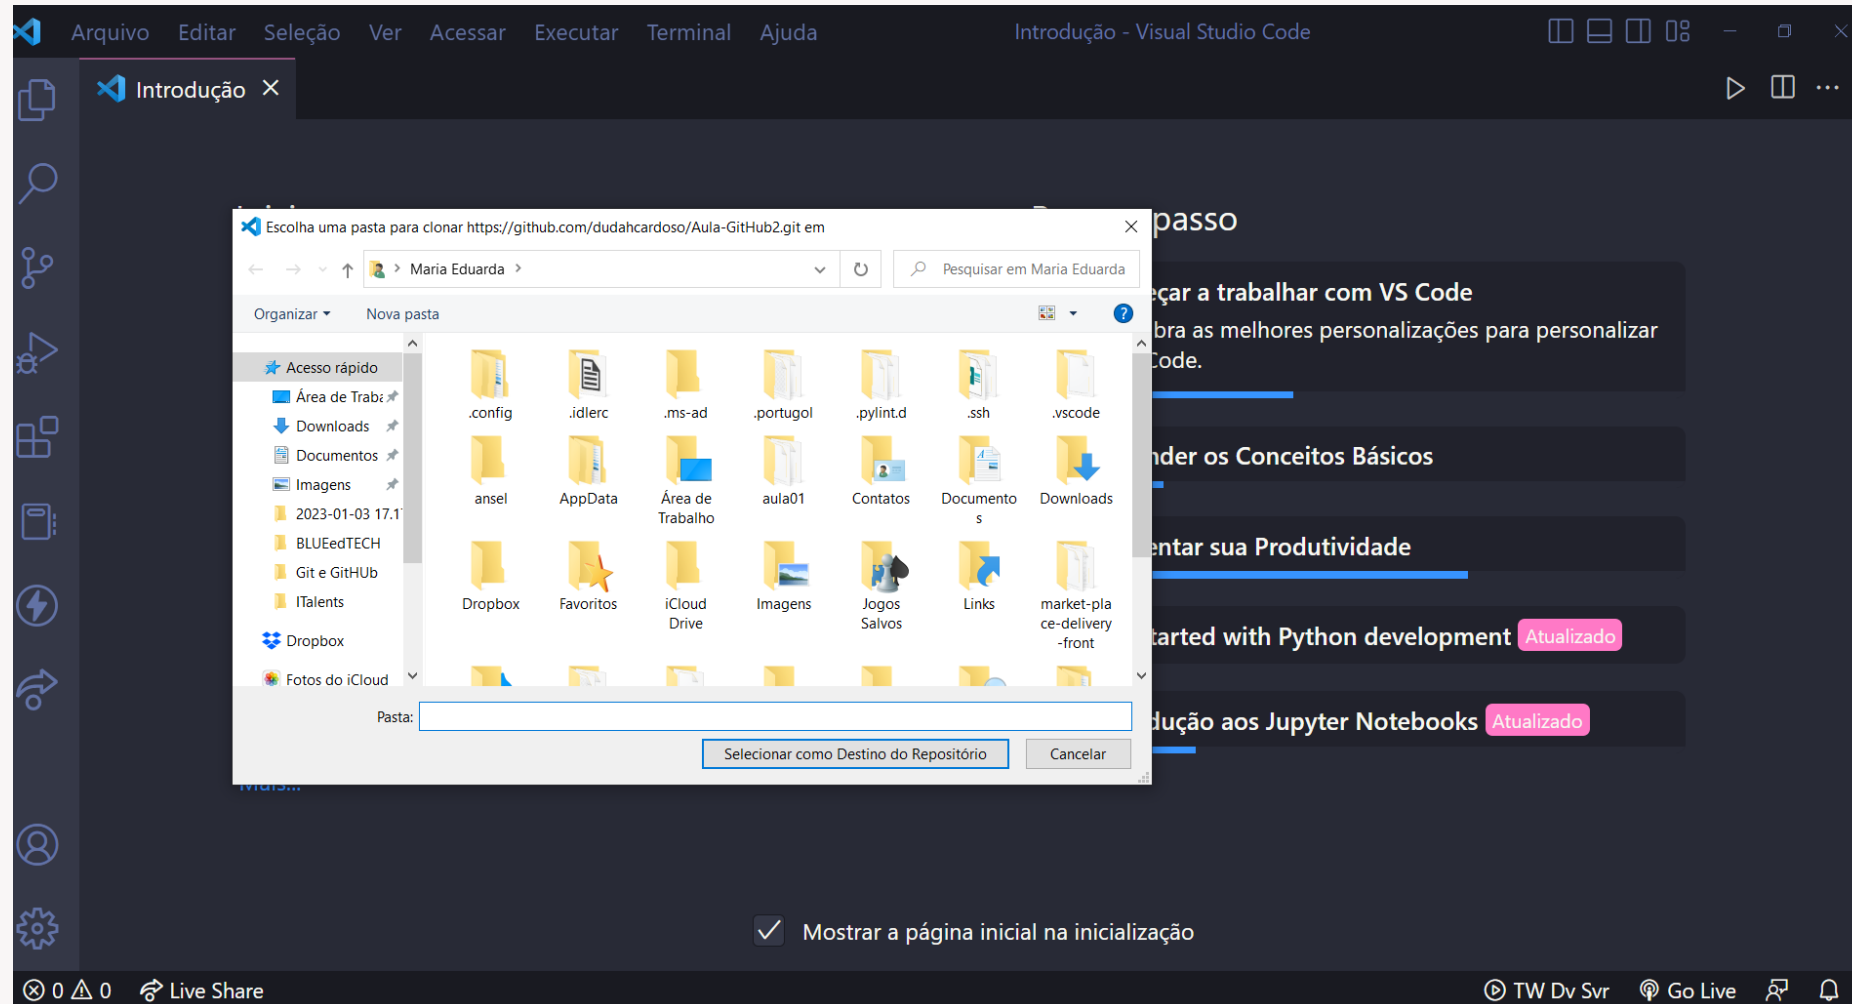 Arquivo Editar Seleção Ver Acessar Executar Terminal Ajuda
Introdução - Visual Studio Code
Introdução
passo
Escolha uma pasta para clonar https://github.com/dudahcardoso/Aula-GitHub2.git em
Maria Eduarda
Pesquisar em Maria Eduarda
Organizar
Nova pasta
Acesso rápido
Área de Traba
Downloads
Documentos
Imagens
2023-01-03 17.1
BLUEedTECH
Git e GitHUb
ITalents
Dropbox
Fotos do iCloud
.config .idlerc .ms-ad .portugol .pylint.d .ssh .vscode
ansel AppData Área de Trabalho aula01 Contatos Documento
s Downloads
Dropbox Favoritos iCloud Drive Imagens Jogos Salvos Links market-pla
ce-delivery
-front
Pasta:
Selecionar como Destino do Repositório
Cancelar
Mais...
çar a trabalhar com VS Code
bra as melhores personalizações para personalizar
Code.
nder os Conceitos Básicos
entar sua Produtividade
tarted with Python development Atualizado
dução aos Jupyter Notebooks Atualizado
Mostrar a página inicial na inicialização
0 0 Live Share
TW Dv Svr Go Live